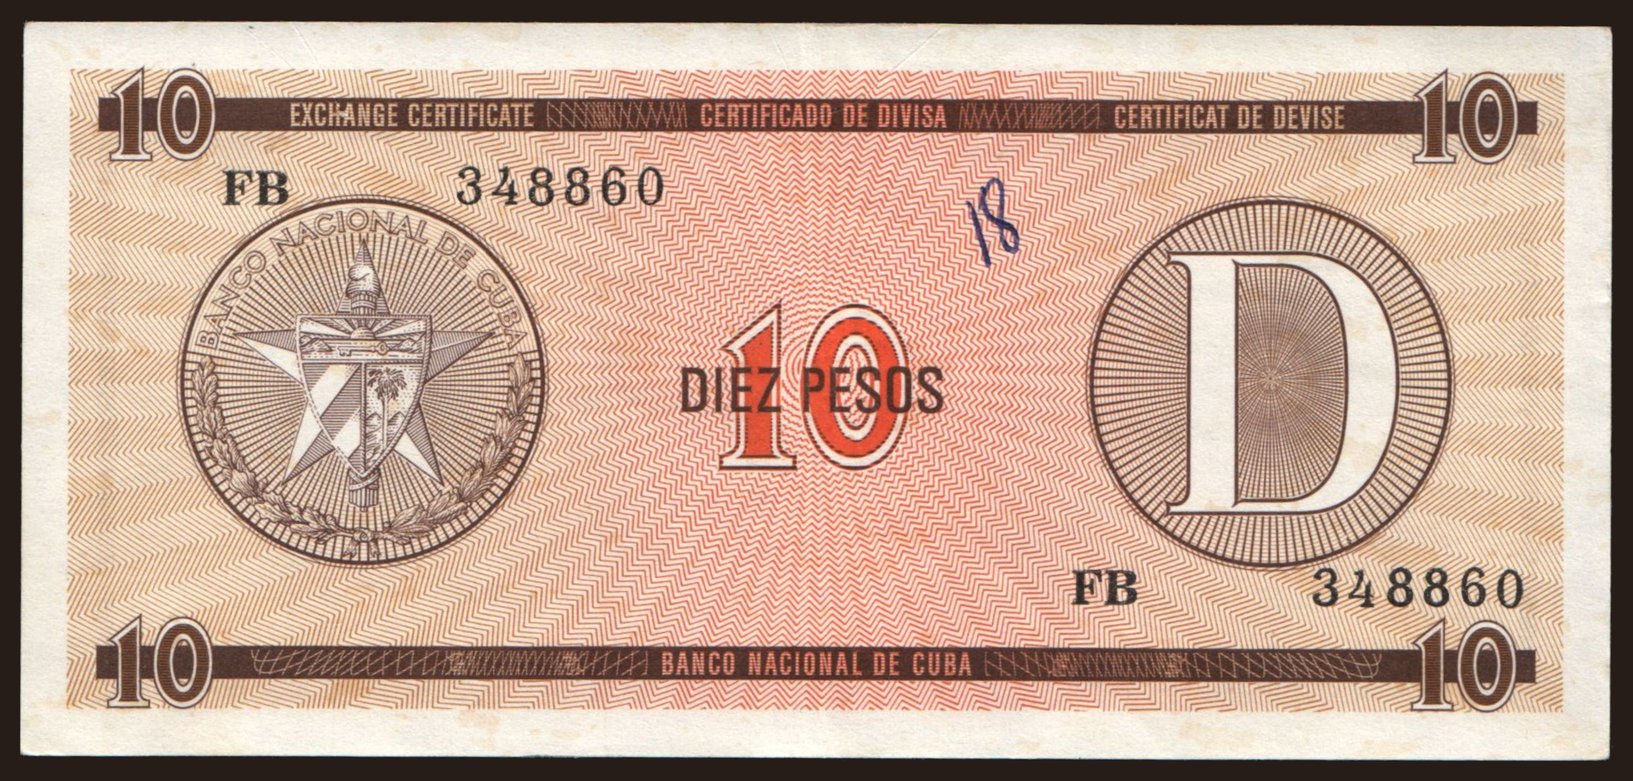 10 EXCHANGE CERTIFICATE CERTIFICADO DE DIVISA CERTIFICAT DE DEVISE 10
FB 348860
18
BANCO NACIONAL DE CUBA
10
DIEZ PESOS
D
FB 348860
10 BANCO NACIONAL DE CUBA 10